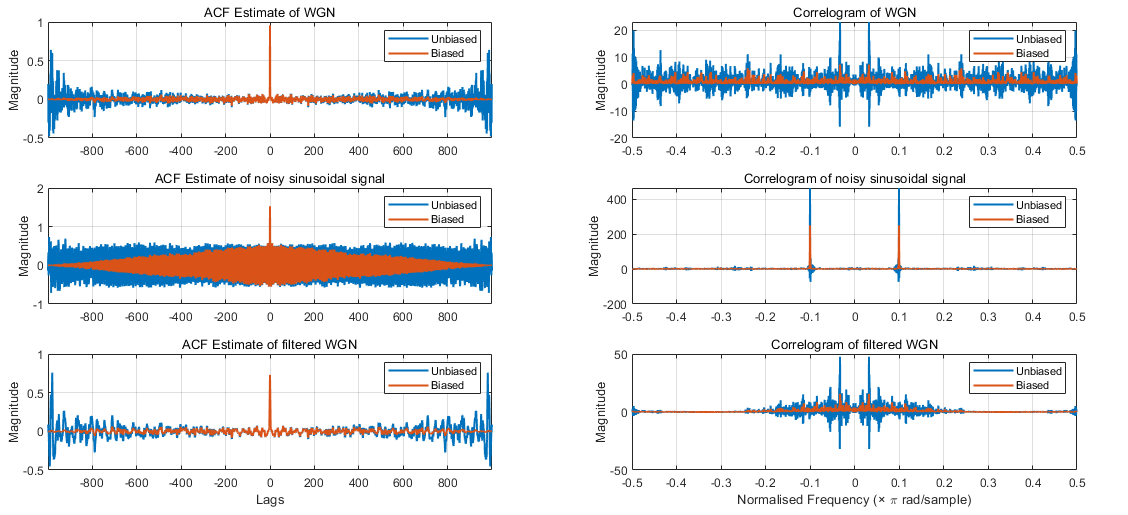 ACF Estimate of WGN
Magnitude
1
0.5
0
-0.5
-800 -600 -400 -200 0 200 400 600 800
Unbiased
Biased
Correlogram of WGN
Magnitude
20
10
0
-10
-20
-0.5 -0.4 -0.3 -0.2 -0.1 0 0.1 0.2 0.3 0.4 0.5
Unbiased
Biased
ACF Estimate of noisy sinusoidal signal
Magnitude
2
1
0
-1
-800 -600 -400 -200 0 200 400 600 800
Unbiased
Biased
Correlogram of noisy sinusoidal signal
Magnitude
400
200
0
-200
-0.5 -0.4 -0.3 -0.2 -0.1 0 0.1 0.2 0.3 0.4 0.5
Unbiased
Biased
ACF Estimate of filtered WGN
Magnitude
1
0.5
0
-0.5
-800 -600 -400 -200 0 200 400 600 800
Lags
Unbiased
Biased
Correlogram of filtered WGN
Magnitude
50
0
-50
-0.5 -0.4 -0.3 -0.2 -0.1 0 0.1 0.2 0.3 0.4 0.5
Normalised Frequency (× π rad/sample)
Unbiased
Biased